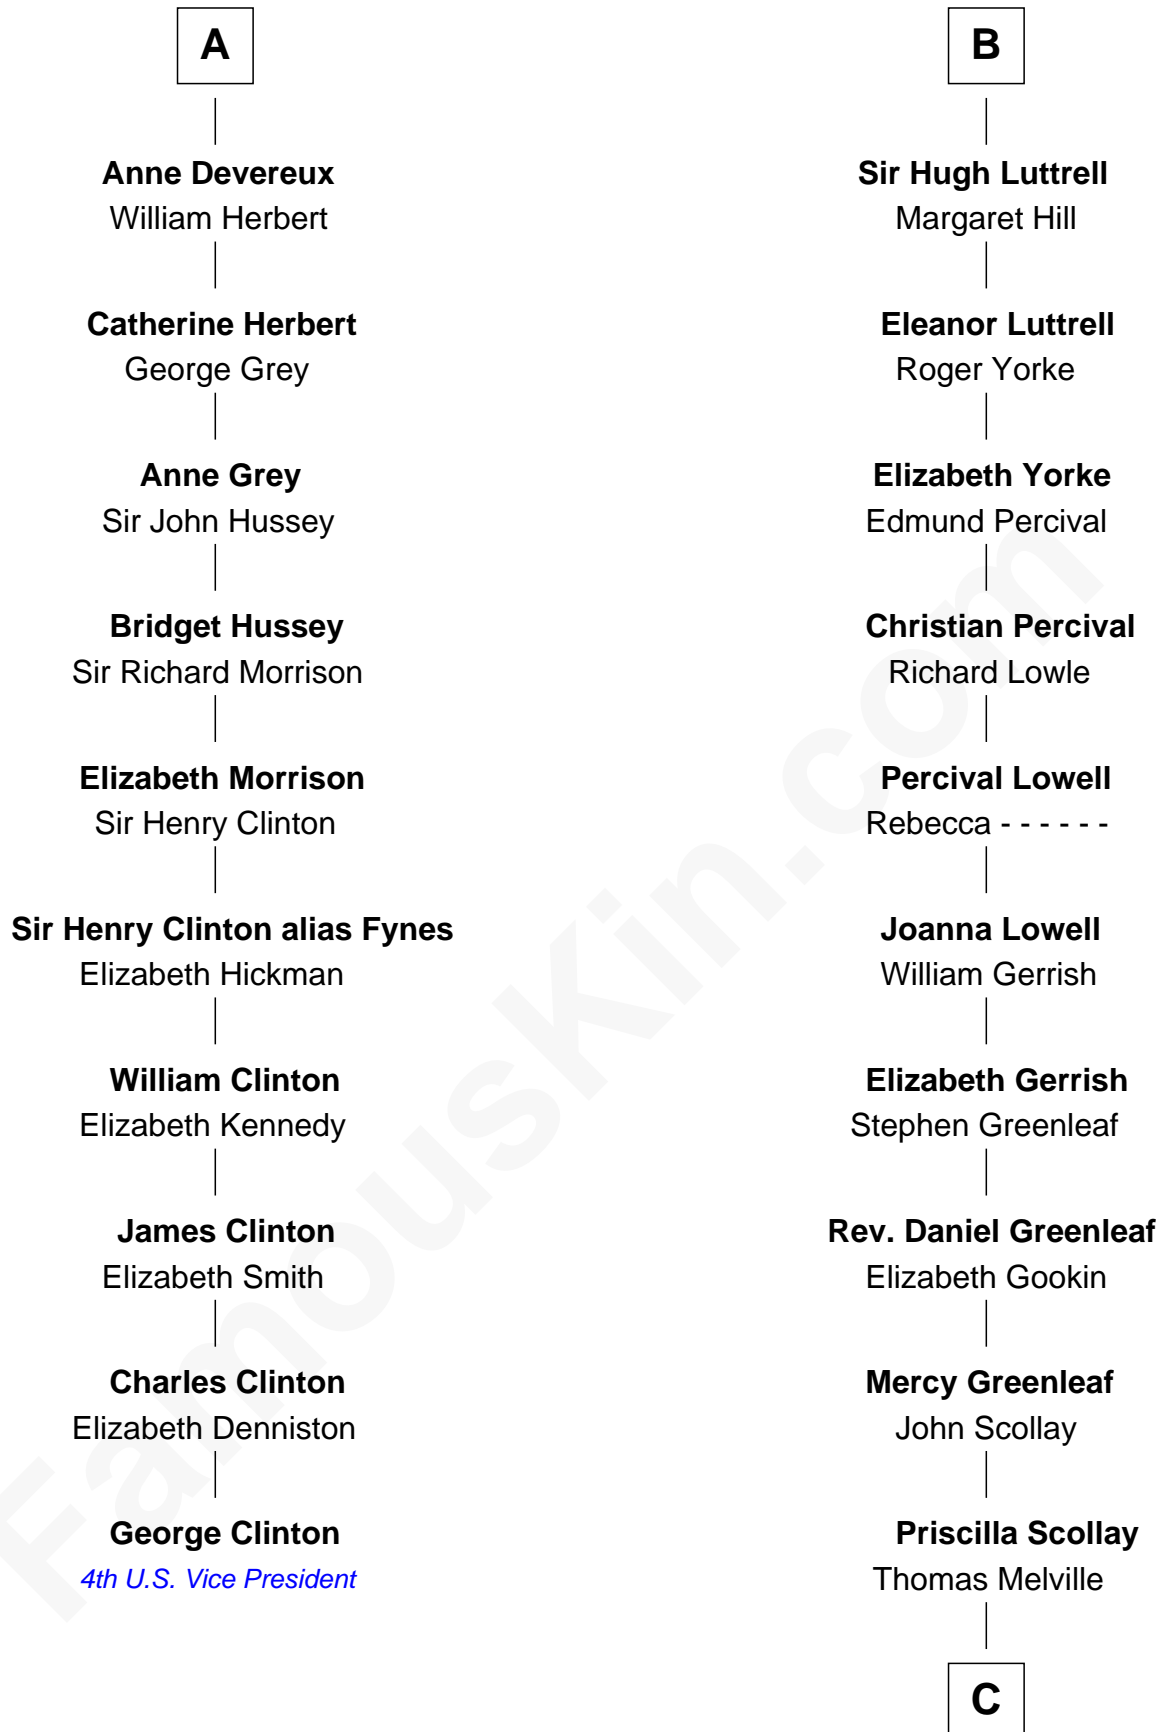 A
Anne Devereux
William Herbert
Catherine Herbert
George Grey
Anne Grey
Sir John Hussey
Bridget Hussey
Sir Richard Morrison
Elizabeth Morrison
Sir Henry Clinton
Sir Henry Clinton alias Fynes
Elizabeth Hickman
William Clinton
Elizabeth Kennedy
James Clinton
Elizabeth Smith
Charles Clinton
Elizabeth Denniston
George Clinton
4th U.S. Vice President
B
Sir Hugh Luttrell
Margaret Hill
Eleanor Luttrell
Roger Yorke
Elizabeth Yorke
Edmund Percival
Christian Percival
Richard Lowle
Percival Lowell
Rebecca - - - - - -
Joanna Lowell
William Gerrish
Elizabeth Gerrish
Stephen Greenleaf
Rev. Daniel Greenleaf
Elizabeth Gookin
Mercy Greenleaf
John Scollay
Priscilla Scollay
Thomas Melville
C
FamousKin.com